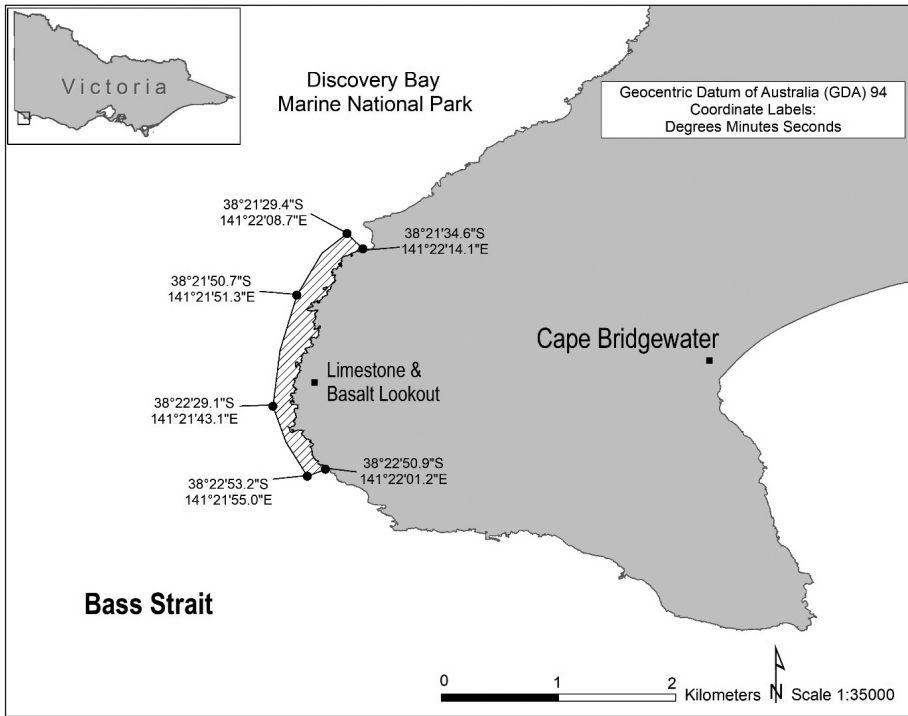 Victoria
Discovery Bay
Marine National Park
Geocentric Datum of Australia (GDA) 94
Coordinate Labels:
Degrees Minutes Seconds
38°21'29.4"S
141°22'08.7"E
38°21'34.6"S
141°22'14.1"E
38°21'50.7"S
141°21'51.3"E
Cape Bridgewater
Limestone &
Basalt Lookout
38°22'29.1"S
141°21'43.1"E
38°22'50.9"S
141°22'01.2"E
38°22'53.2"S
141°21'55.0"E
Bass Strait
0 1 2
Kilometers N Scale 1:35000